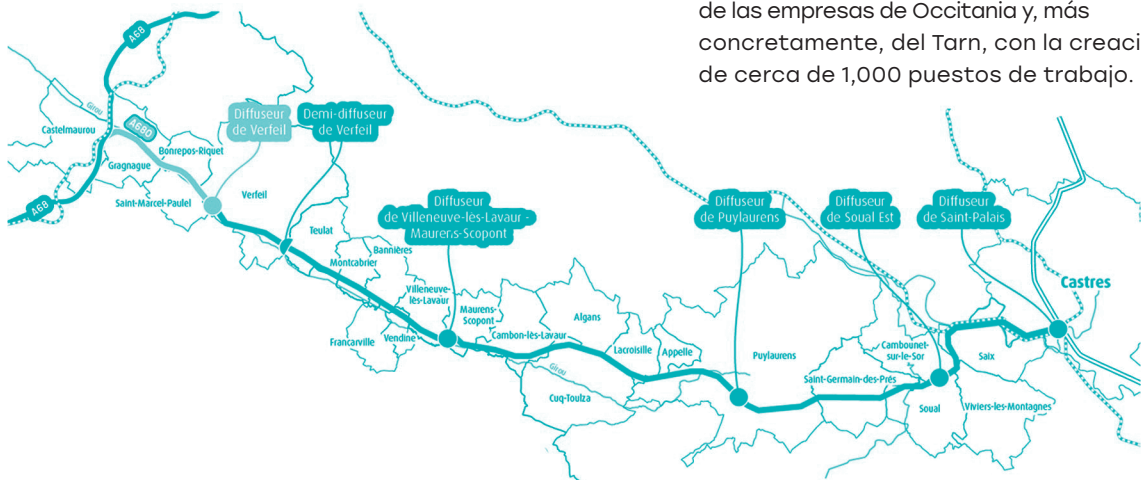 de las empresas de Occitania y, más
concretamente, del Tarn, con la creaci
de cerca de 1,000 puestos de trabajo.
A68
Girou
Castelmaurou
A680
Diffuseur
de Verfeil
Demi-diffuseur
de Verfeil
Bonrepos-Riquet
Gragnague
Saint-Marcel-Paulel
Verfeil
A68
Teulat
Bannières
Montcabrier
Diffuseur
de Villeneuve-lès-Lavaur -
Maurens-Scopont
Diffuseur
de Puylaurens
Diffuseur
de Soual Est
Diffuseur
de Saint-Palais
Castres
Villeneuve-
lès-Lavaur
Maurens-
Scopont
Francarville
Vendine
Cambon-lès-Lavaur
Algans
Lacroisille
Appelle
Puylaurens
Cambounet-
sur-le-Sor
Saix
Girou
Cuq-Toulza
Saint-Germain-des-Prés
Soual
Viviers-les-Montagnes